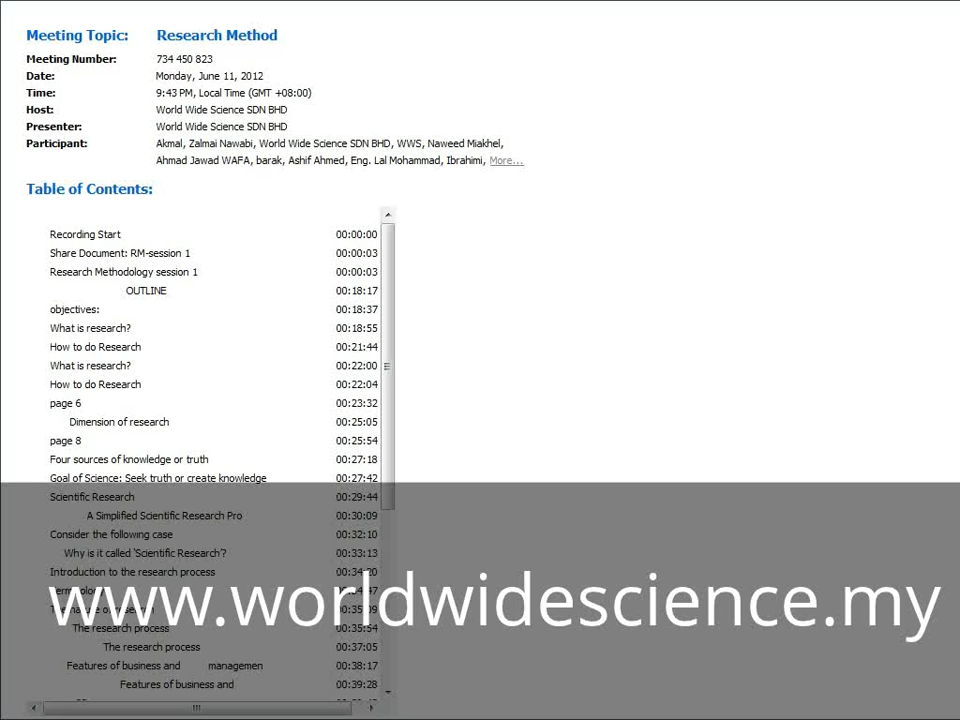 Meeting Topic: Research Method
Meeting Number: 734 450 823
Date: Monday, June 11, 2012
Time: 9:43 PM, Local Time (GMT +08:00)
Host: World Wide Science SDN BHD
Presenter: World Wide Science SDN BHD
Participant: Akmal, Zalmai Nawabi, World Wide Science SDN BHD, WWS, Naweed Miakhel,
Ahmad Jawad WAFA, barak, Ashif Ahmed, Eng. Lal Mohammad, Ibrahimi, More...
Table of Contents:
Recording Start 00:00:00
Share Document: RM-session 1 00:00:03
Research Methodology session 1 00:00:03
OUTLINE 00:18:17
objectives: 00:18:37
What is research? 00:18:55
How to do Research 00:21:44
What is research? 00:22:00
How to do Research 00:22:04
page 6 00:23:32
Dimension of research 00:25:05
page 8 00:25:54
Four sources of knowledge or truth 00:27:18
Goal of Science: Seek truth or create knowledge 00:27:42
Scientific Research 00:29:44
A Simplified Scientific Research Pro 00:30:09
Consider the following case 00:32:10
Why is it called 'Scientific Research'? 00:33:13
Introduction to the research process 00:34:20
www.worldwidescience.my
The research process 00:35:54
The research process 00:37:05
Features of business and managemen 00:38:17
Features of business and 00:39:28